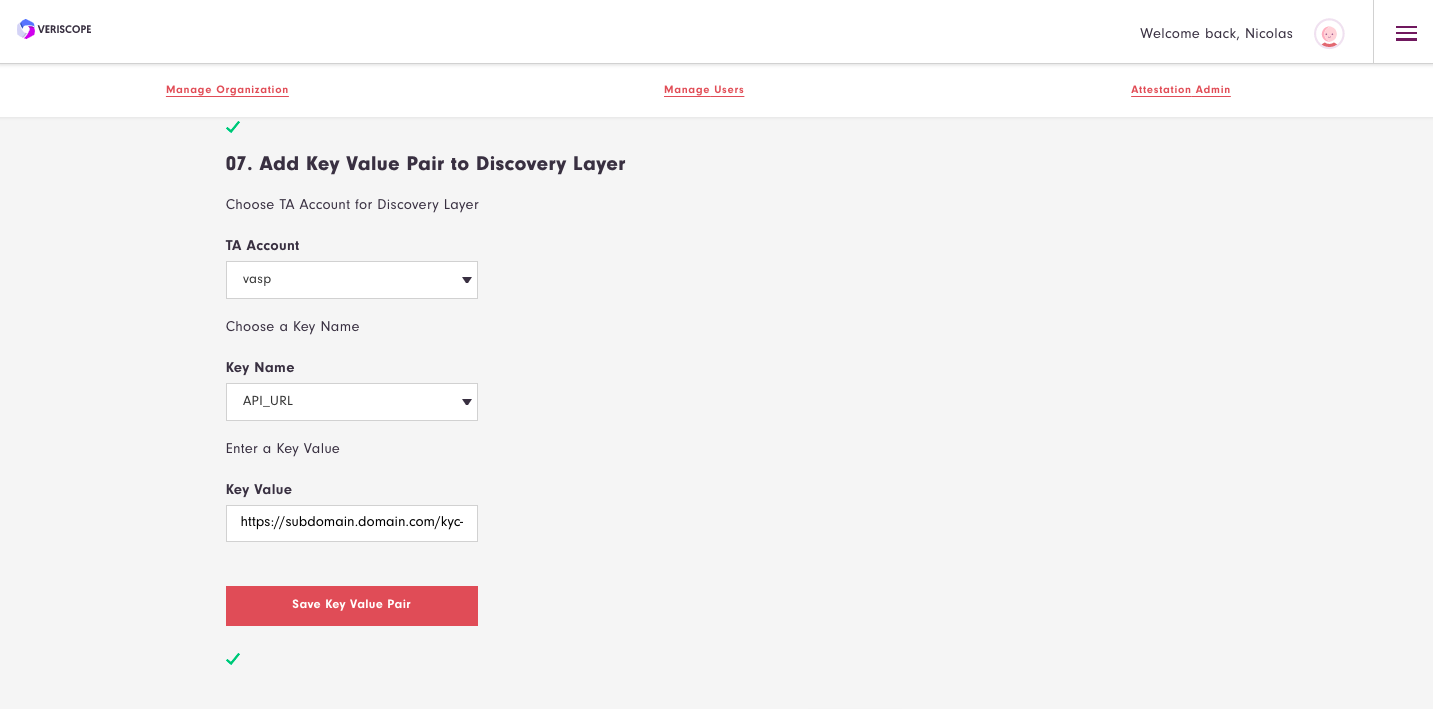 VERISCOPE
Welcome back, Nicolas
Manage Organization
Manage Users
Attestation Admin
07. Add Key Value Pair to Discovery Layer
Choose TA Account for Discovery Layer
TA Account
vasp
Choose a Key Name
Key Name
API_URL
Enter a Key Value
Key Value
https://subdomain.domain.com/kyc-
Save Key Value Pair